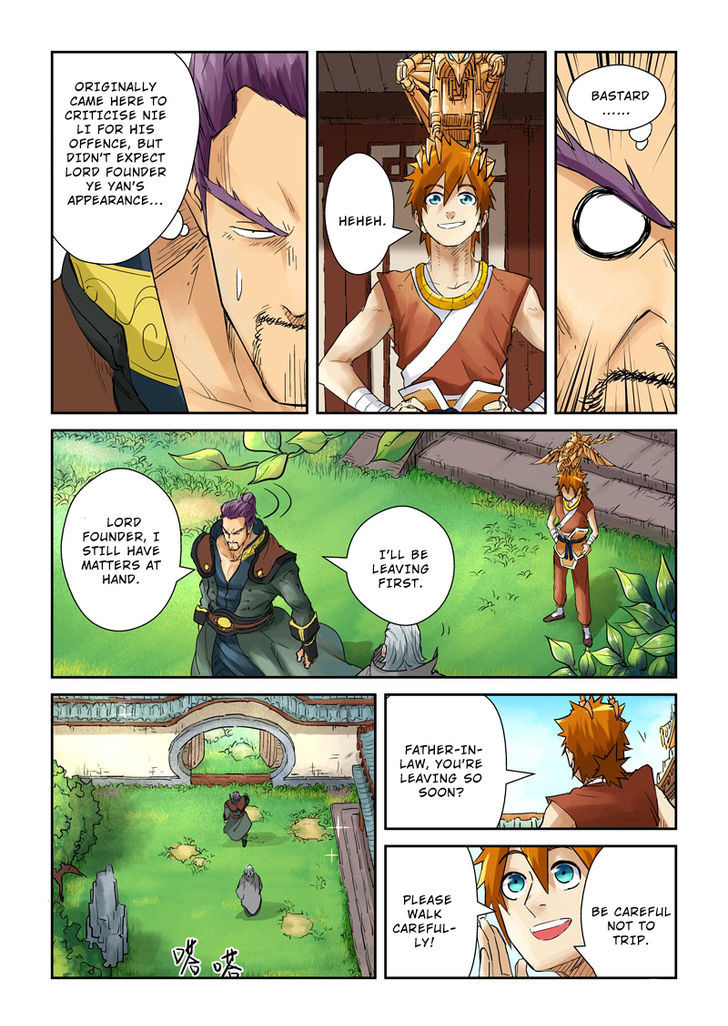 ORIGINALLY
CAME HERE TO
CRITICISE NIE
LI FOR HIS
OFFENCE, BUT
DIDN'T EXPECT
LORD FOUNDER
YE YAN'S
APPEARANCE...
HEHEH.
BASTARD
......
LORD
FOUNDER, I
STILL HAVE
MATTERS AT
HAND.
I'LL BE
LEAVING
FIRST.
FATHER-IN-
LAW, YOU'RE
LEAVING SO
SOON?
PLEASE
WALK
CAREFUL-
LY!
BE CAREFUL
NOT TO
TRIP.
嗒 嗒